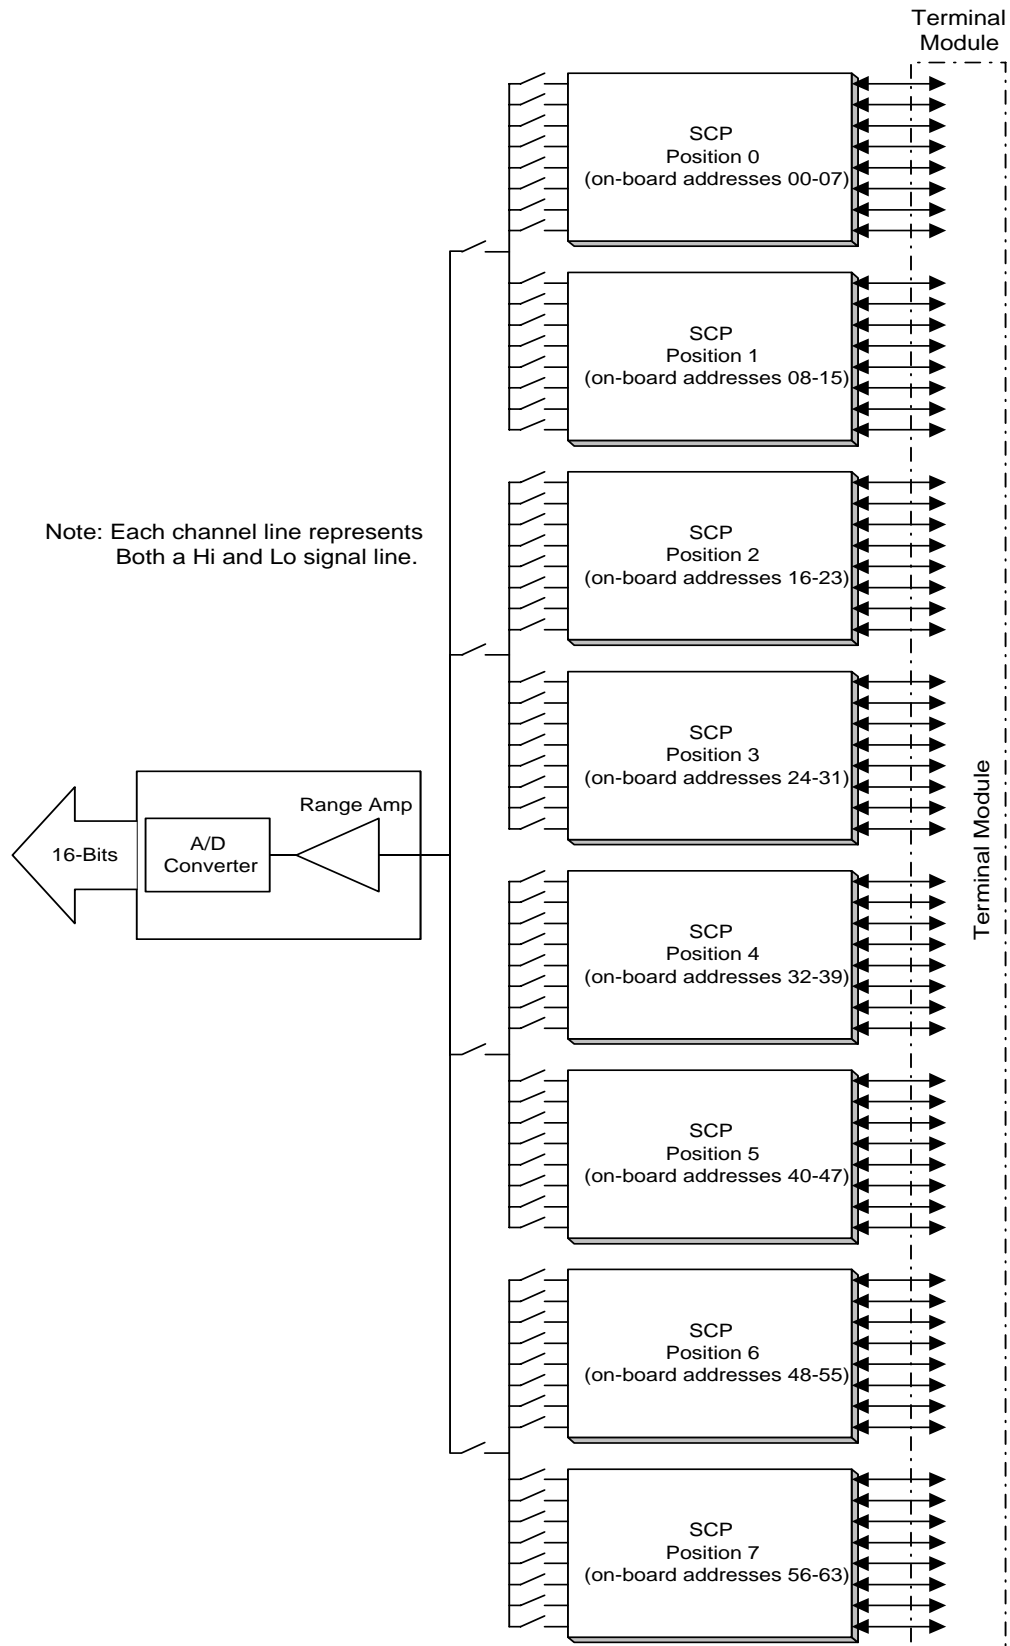 Terminal
Module
SCP
Position 0
(on-board addresses 00-07)
SCP
Position 1
(on-board addresses 08-15)
Note: Each channel line represents
Both a Hi and Lo signal line.
SCP
Position 2
(on-board addresses 16-23)
SCP
Position 3
(on-board addresses 24-31)
Range Amp
16-Bits
A/D
Converter
Terminal Module
SCP
Position 4
(on-board addresses 32-39)
SCP
Position 5
(on-board addresses 40-47)
SCP
Position 6
(on-board addresses 48-55)
SCP
Position 7
(on-board addresses 56-63)